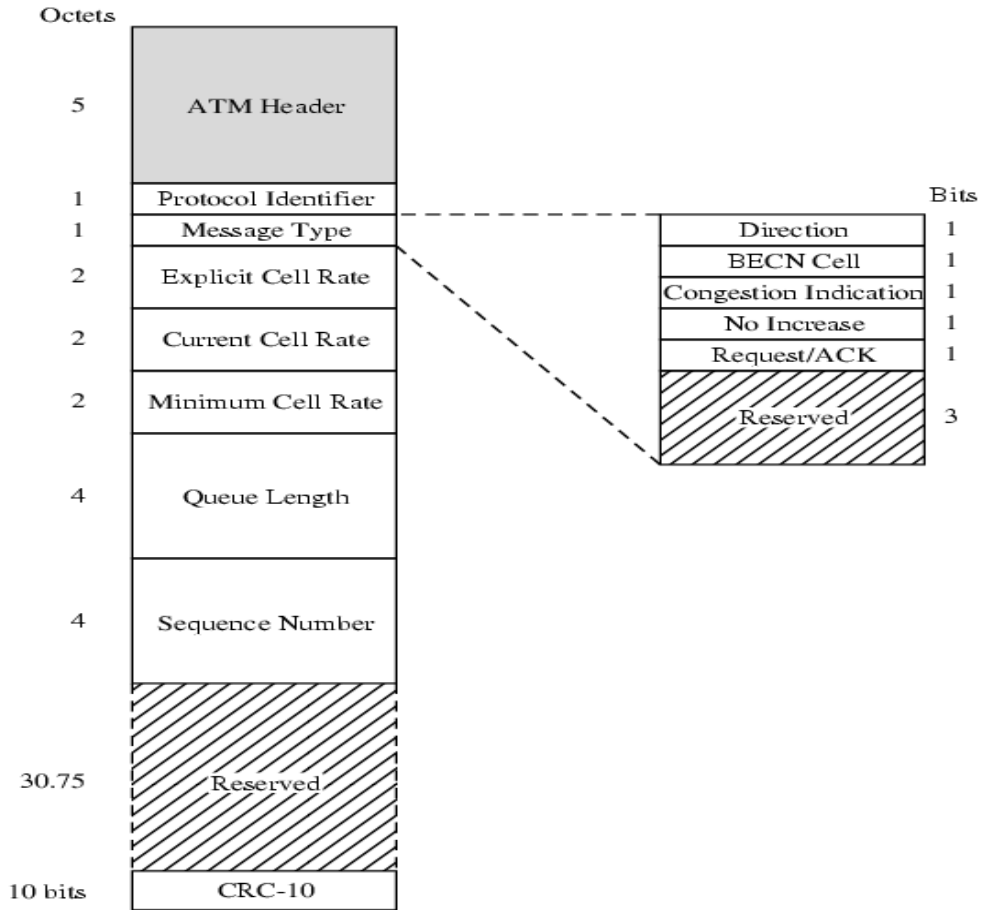 Octets
5 ATM Header
1 Protocol Identifier
1 Message Type
2 Explicit Cell Rate
2 Current Cell Rate
2 Minimum Cell Rate
4 Queue Length
4 Sequence Number
30.75 Reserved
10 bits CRC-10
Bits
Direction 1
BECN Cell 1
Congestion Indication 1
No Increase 1
Request/ACK 1
Reserved 3